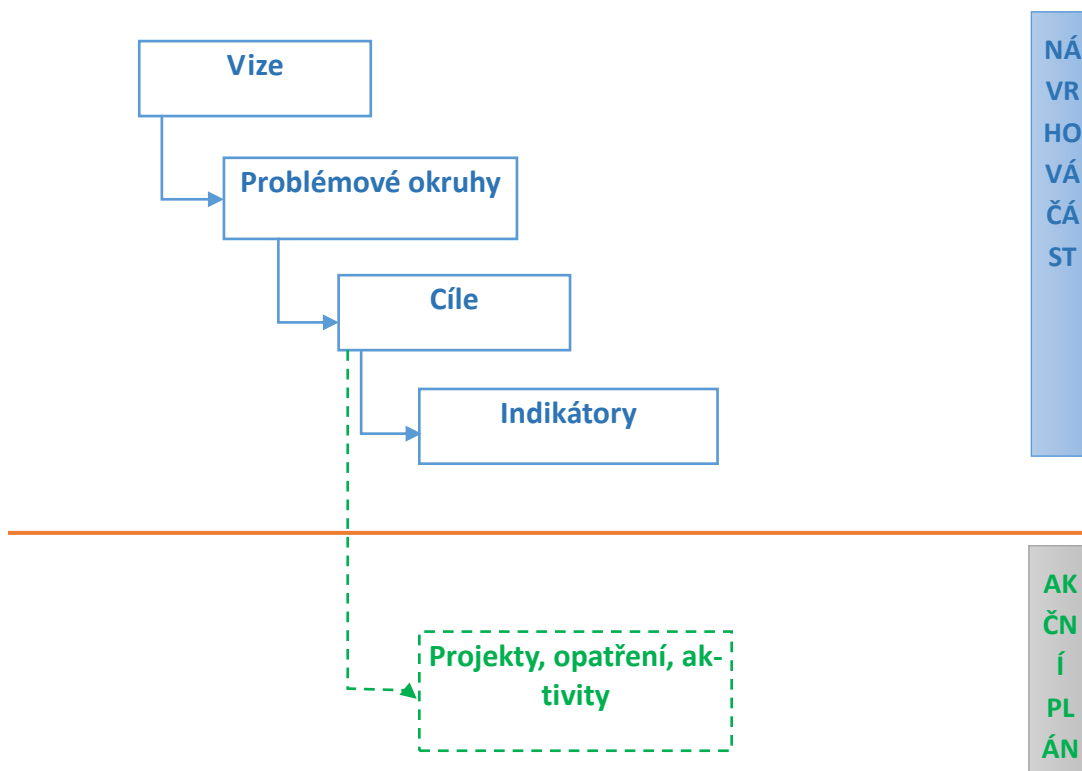 Vize
Problémové okruhy
Cíle
Indikátory
NÁ
VR
HO
VÁ
ČÁ
ST
Projekty, opatření, ak-
tivity
AK
ČN
Í
PL
ÁN